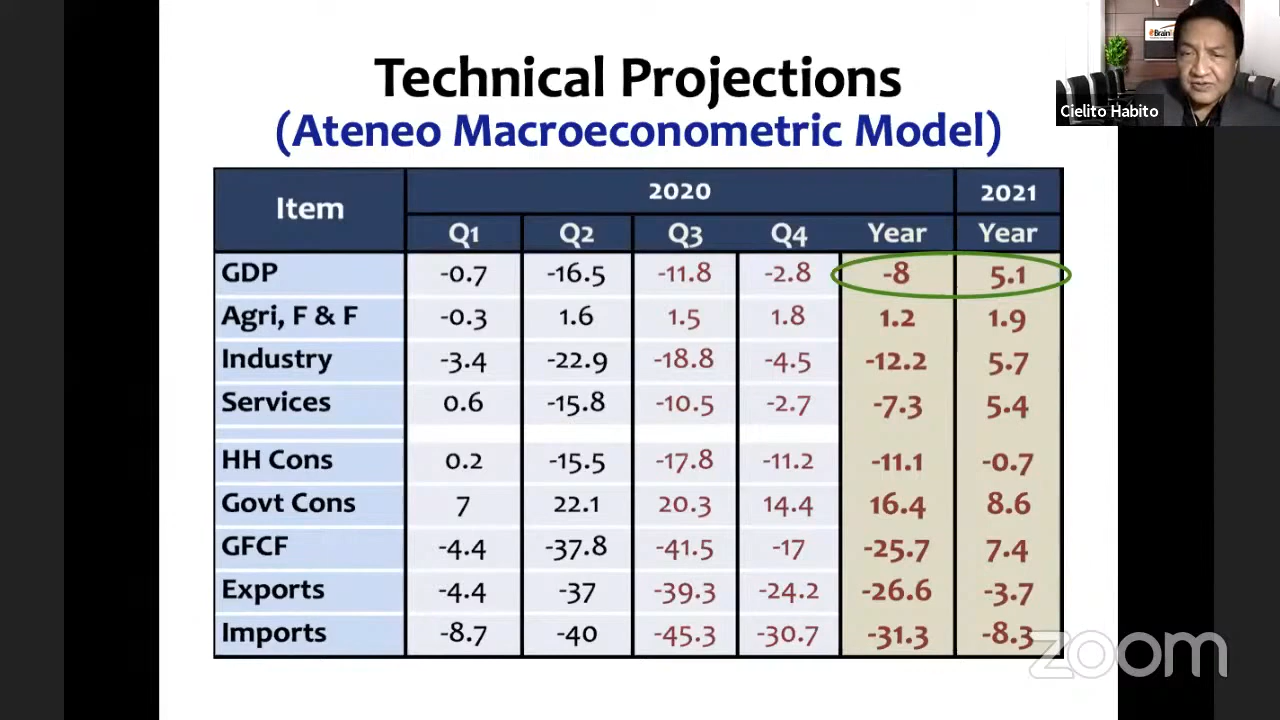 Technical Projections
(Ateneo Macroeconometric Model)
Brain
Cielito Habito
Item 2020 2021
Q1 Q2 Q3 Q4 Year Year
GDP -0.7 -16.5 -11.8 -2.8 -8 5.1
Agri, F & F -0.3 1.6 1.5 1.8 1.2 1.9
Industry -3.4 -22.9 -18.8 -4.5 -12.2 5.7
Services 0.6 -15.8 -10.5 -2.7 -7.3 5.4
HH Cons 0.2 -15.5 -17.8 -11.2 -11.1 -0.7
Govt Cons 7 22.1 20.3 14.4 16.4 8.6
GFCF -4.4 -37.8 -41.5 -17 -25.7 7.4
Exports -4.4 -37 -39.3 -24.2 -26.6 -3.7
Imports -8.7 -40 -45.3 -30.7 -31.3 -8.3
zoom